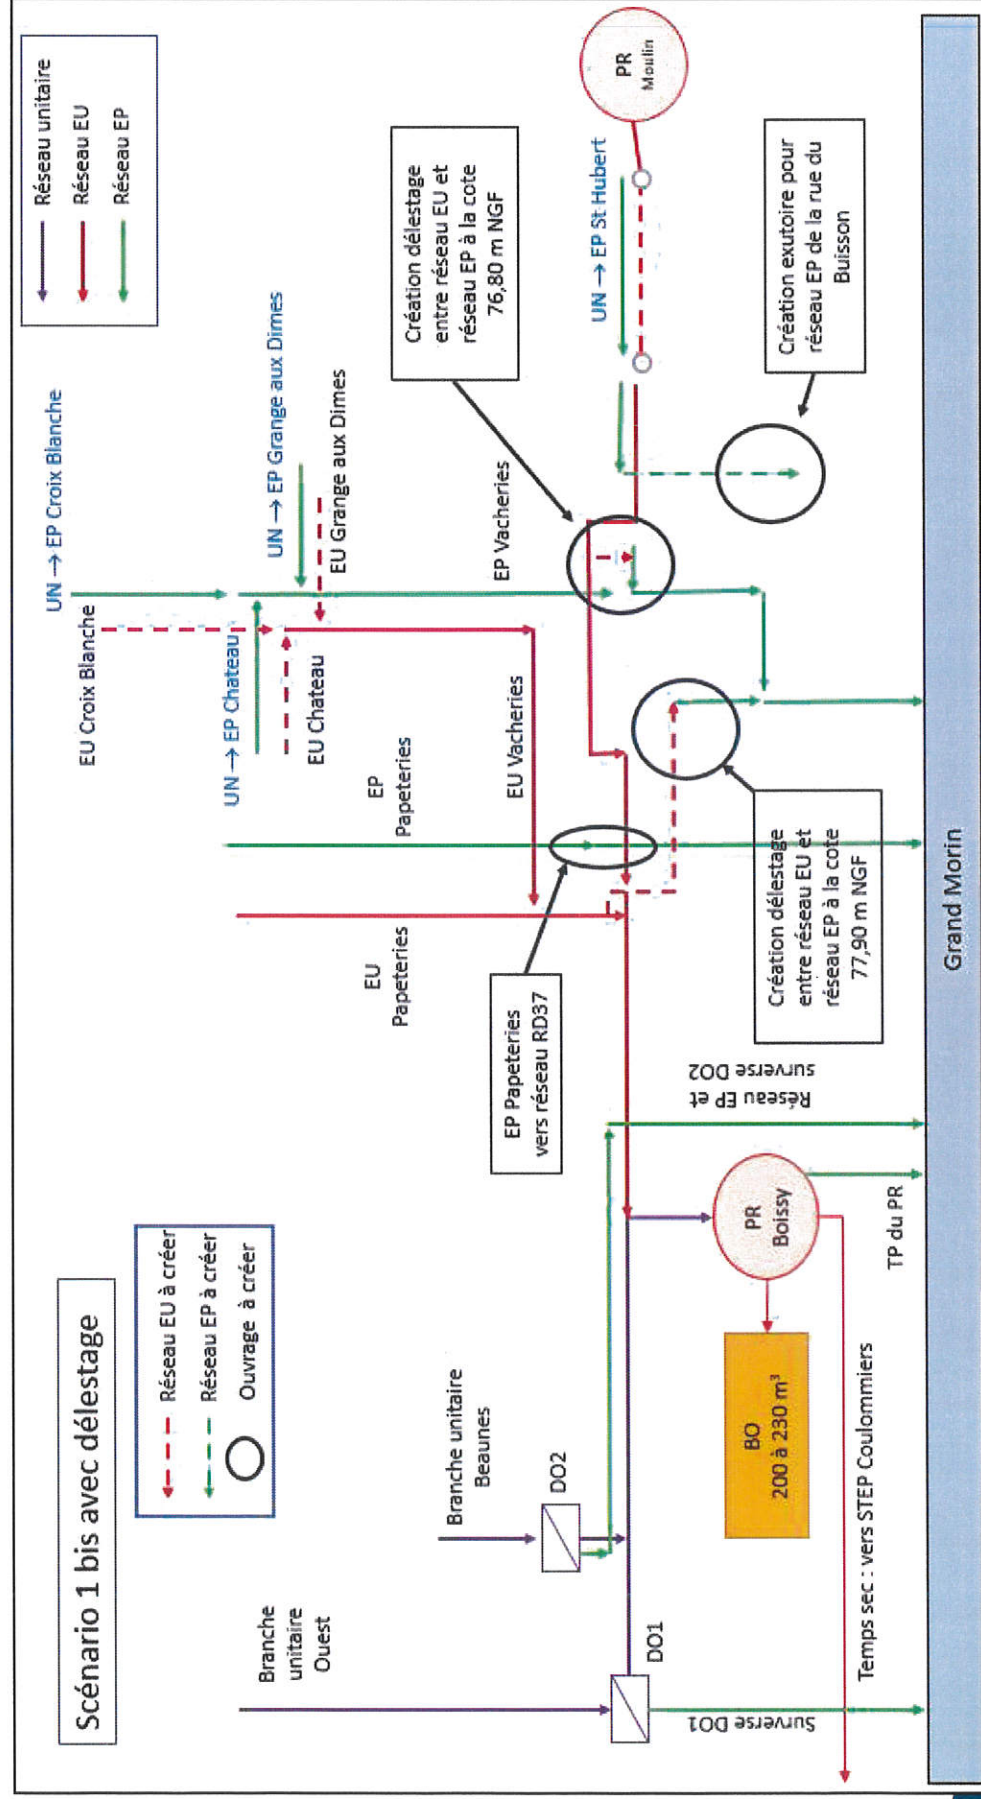 Scénario 1 bis avec délestage
Réseau EU à créer
Réseau EP à créer
Ouvrage à créer
Réseau unitaire
Réseau EU
Réseau EP
UN → EP Croix Blanche
EU Croix Blanche
UN → EP Chateau
EU Chateau
UN → EP Grange aux Dimes
EU Grange aux Dimes
EP
Papeteries
EU
Papeteries
EU Vacheries
EP Vacheries
Création délestage
entre réseau EU et
réseau EP à la cote
76,80 m NGF
UN → EP St Hubert
PR
Moulin
Création exutoire pour
réseau EP de la rue du
Buisson
Branche
unitaire
Ouest
Branche unitaire
Beaunes
DO2
DO1
EP Papeteries
vers réseau RD37
Création délestage
entre réseau EU et
réseau EP à la cote
77,90 m NGF
Réseau EP et
surverse DO2
PR
Boissy
TP du PR
BO
200 à 230 m³
Surverse DO1
Temps sec : vers STEP Coulommiers
Grand Morin